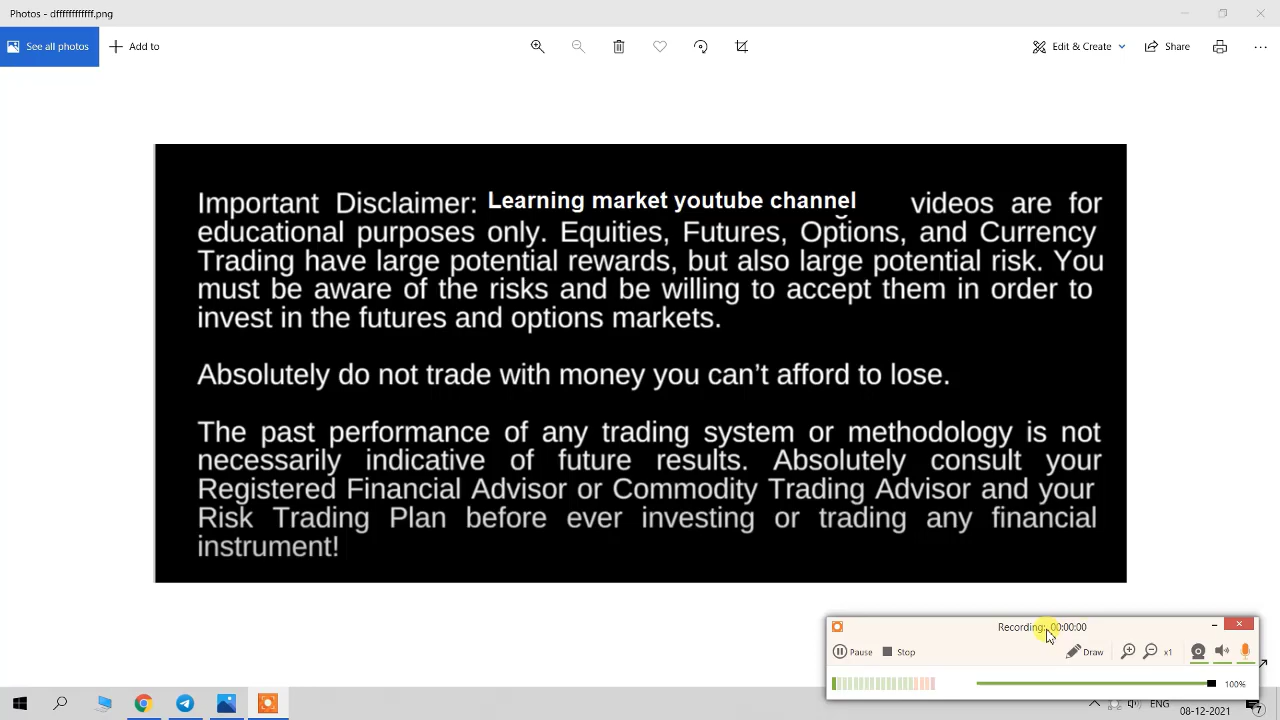 Photos - dfffffffffff.png
See all photos
Add to
Edit & Create
Share
Important Disclaimer: Learning market youtube channel videos are for
educational purposes only. Equities, Futures, Options, and Currency
Trading have large potential rewards, but also large potential risk. You
must be aware of the risks and be willing to accept them in order to
invest in the futures and options markets.
Absolutely do not trade with money you can’t afford to lose.
The past performance of any trading system or methodology is not
necessarily indicative of future results. Absolutely consult your
Registered Financial Advisor or Commodity Trading Advisor and your
Risk Trading Plan before ever investing or trading any financial
instrument!
Recording: 00:00:00
Pause
Stop
Draw
x1
100%
ENG
08-12-2021
7